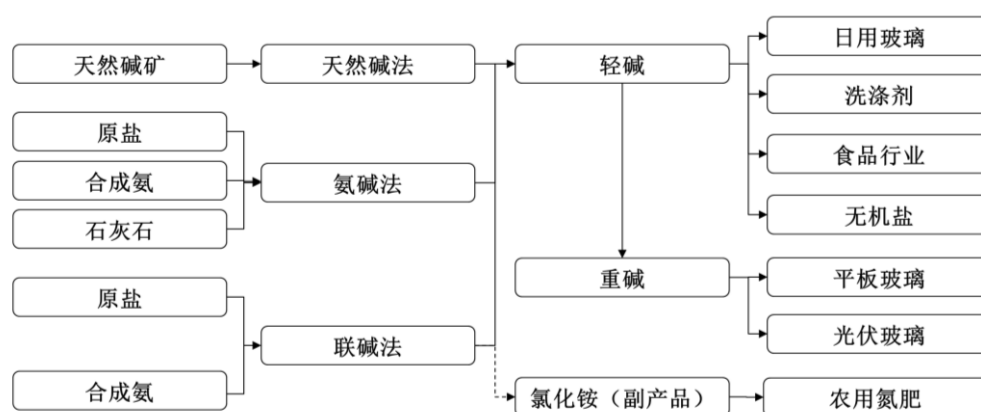 天然碱矿
天然碱法
轻碱
日用玻璃
洗涤剂
食品行业
无机盐
原盐
合成氨
石灰石
氨碱法
重碱
平板玻璃
光伏玻璃
原盐
合成氨
联碱法
氯化铵（副产品）
农用氮肥